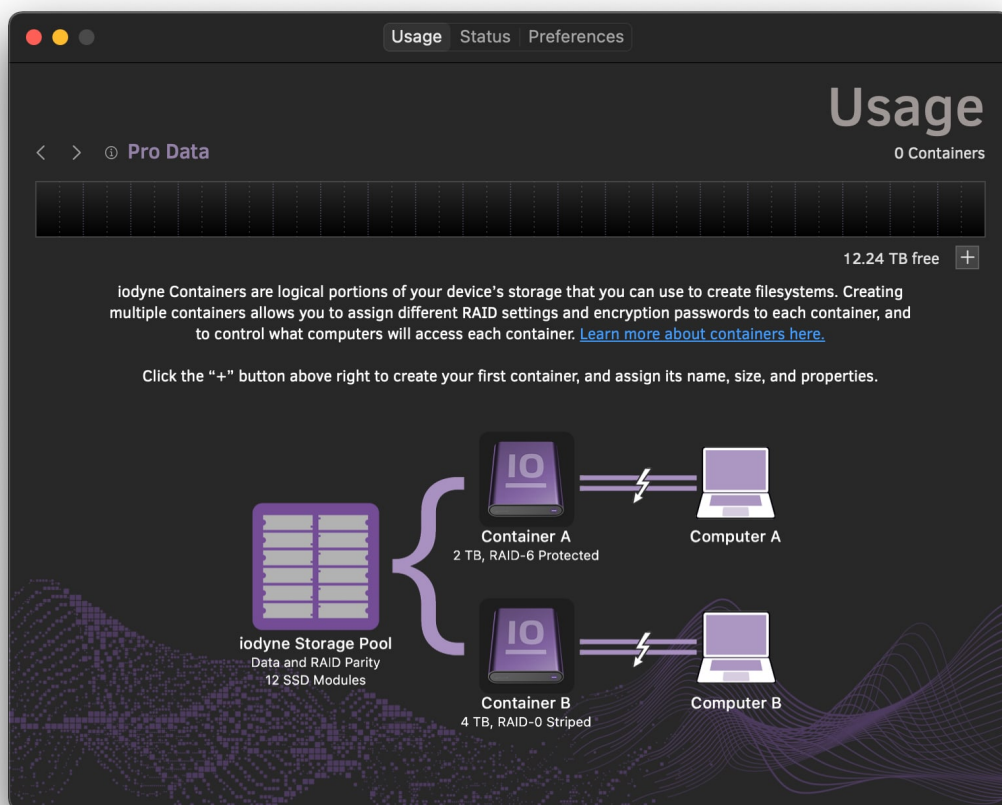 Usage Status Preferences
Usage
Pro Data
0 Containers
12.24 TB free +
iodyne Containers are logical portions of your device’s storage that you can use to create filesystems. Creating
multiple containers allows you to assign different RAID settings and encryption passwords to each container, and
to control what computers will access each container. Learn more about containers here.
Click the “+” button above right to create your first container, and assign its name, size, and properties.
IO
Container A
2 TB, RAID-6 Protected
Computer A
iodyne Storage Pool
Data and RAID Parity
12 SSD Modules
IO
Container B
4 TB, RAID-0 Striped
Computer B